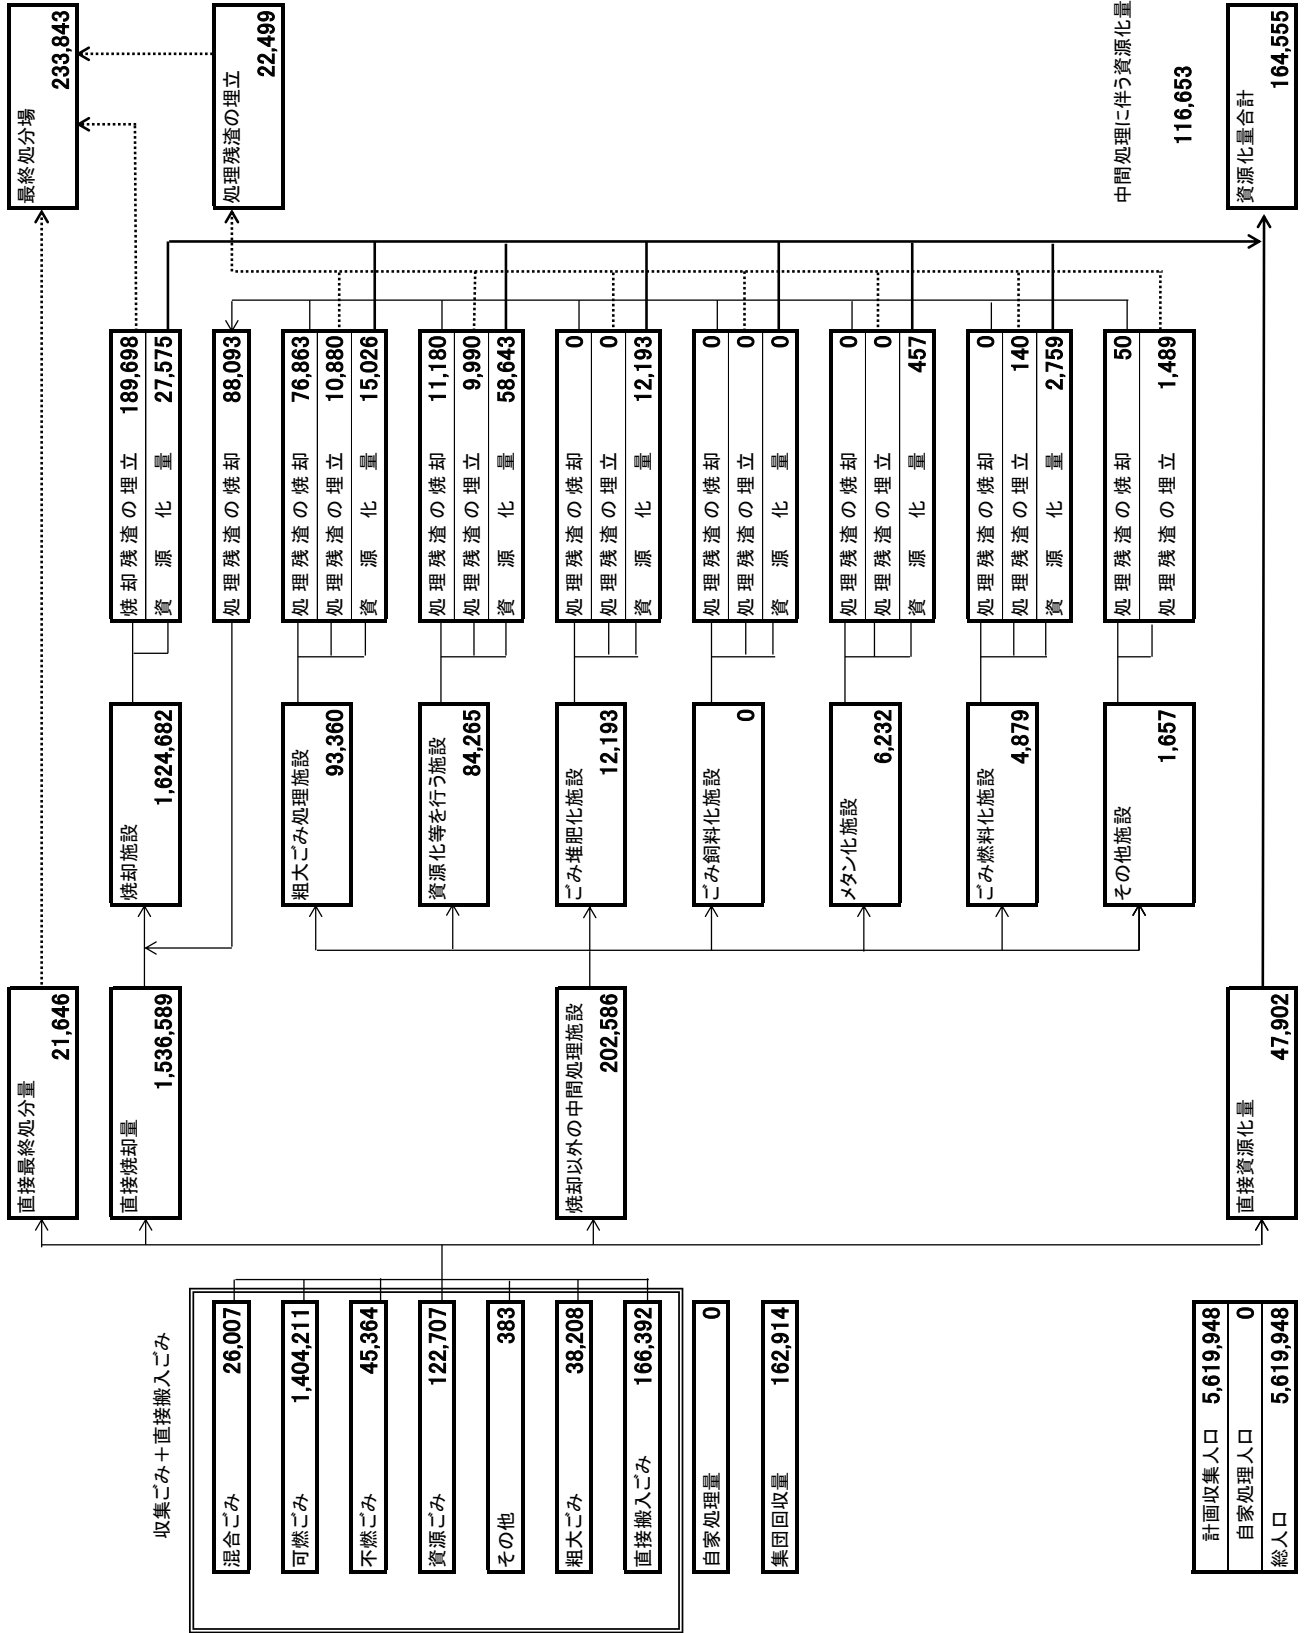 収集ごみ＋直接搬入ごみ
混合ごみ 26,007
可燃ごみ 1,404,211
不燃ごみ 45,364
資源ごみ 122,707
その他 383
粗大ごみ 38,208
直接搬入ごみ 166,392
自家処理量 0
集団回収量 162,914
計画収集人口 5,619,948
自家処理人口 0
総人口 5,619,948
直接最終処分量
21,646
直接焼却量
1,536,589
焼却以外の中間処理施設
202,586
直接資源化量
47,902
焼却施設
1,624,682
粗大ごみ処理施設
93,360
資源化等を行う施設
84,265
ごみ堆肥化施設
12,193
ごみ飼料化施設
0
メタン化施設
6,232
ごみ燃料化施設
4,879
その他施設
1,657
焼却残渣の埋立 189,698
資源化量 27,575
処理残渣の焼却 88,093
処理残渣の焼却 76,863
処理残渣の埋立 10,880
資源化量 15,026
処理残渣の焼却 11,180
処理残渣の埋立 9,990
資源化量 58,643
処理残渣の焼却 0
処理残渣の埋立 0
資源化量 12,193
処理残渣の焼却 0
処理残渣の埋立 0
資源化量 0
処理残渣の焼却 0
処理残渣の埋立 0
資源化量 457
処理残渣の焼却 0
処理残渣の埋立 140
資源化量 2,759
処理残渣の焼却 50
処理残渣の埋立 1,489
最終処分場
233,843
処理残渣の埋立
22,499
中間処理に伴う資源化量
116,653
資源化量合計
164,555